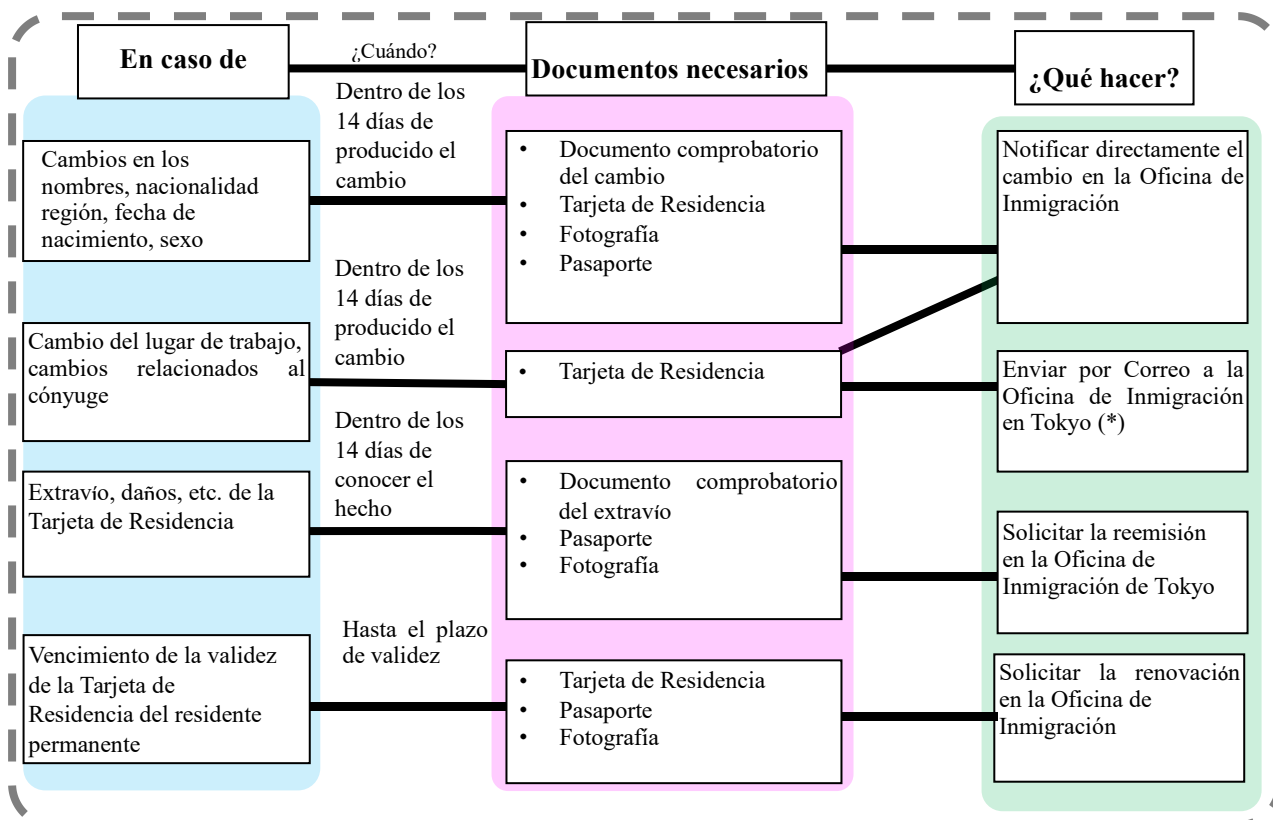 En caso de
¿Cuándo?
Documentos necesarios
¿Qué hacer?
Cambios en los
nombres, nacionalidad
región, fecha de
nacimiento, sexo
Dentro de los
14 días de
producido el
cambio
• Documento comprobatorio
del cambio
• Tarjeta de Residencia
• Fotografía
• Pasaporte
Notificar directamente el
cambio en la Oficina de
Inmigración
Cambio del lugar de trabajo,
cambios relacionados al
cónyuge
Dentro de los
14 días de
producido el
cambio
• Tarjeta de Residencia
Enviar por Correo a la
Oficina de Inmigración
en Tokyo (*)
Extravío, daños, etc. de la
Tarjeta de Residencia
Dentro de los
14 días de
conocer el
hecho
• Documento comprobatorio
del extravío
• Pasaporte
• Fotografía
Solicitar la reemisión
en la Oficina de
Inmigración de Tokyo
Vencimiento de la validez
de la Tarjeta de
Residencia del residente
permanente
Hasta el plazo
de validez
• Tarjeta de Residencia
• Pasaporte
• Fotografía
Solicitar la renovación
en la Oficina de
Inmigración